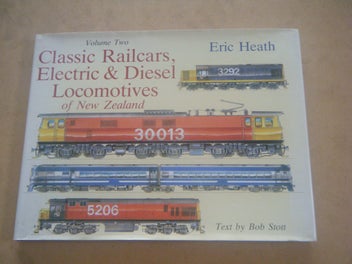 Volume Two
Eric Heath
Classic Railcars,
Electric & Diesel
Locomotives
of New Zealand
3292
30013
5206
Text by Bob Stott